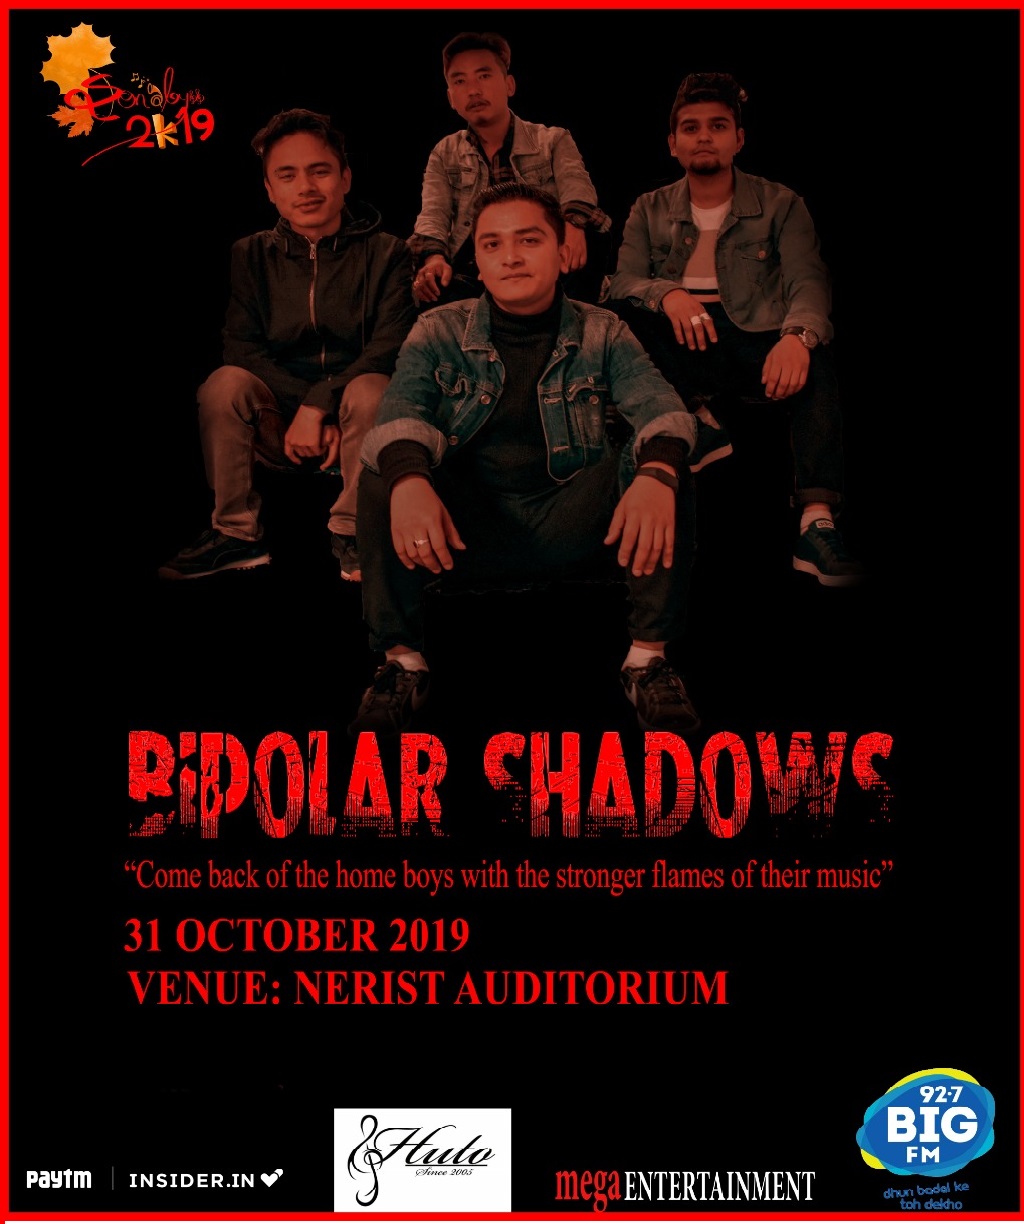 2k19
BIPOLAR SHADOWS
“Come back of the home boys with the stronger flames of their music”
31 OCTOBER 2019
VENUE: NERIST AUDITORIUM
92.7
BIG
FM
dhun badal ke
toh dekho
Hulo
Since 2005
paytm
INSIDER.IN
mega ENTERTAINMENT